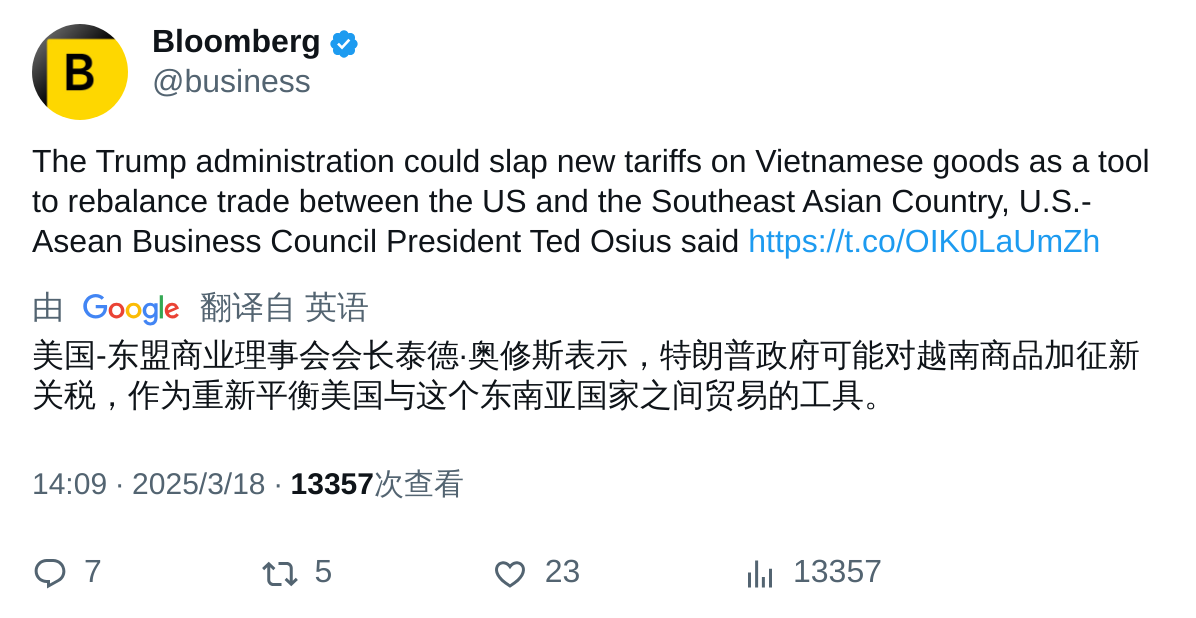 B
Bloomberg
@business
The Trump administration could slap new tariffs on Vietnamese goods as a tool
to rebalance trade between the US and the Southeast Asian Country, U.S.-
Asean Business Council President Ted Osius said https://t.co/OIK0LaUmZh
由 Google 翻译自 英语
美国-东盟商业理事会会长泰德·奥修斯表示，特朗普政府可能对越南商品加征新
关税，作为重新平衡美国与这个东南亚国家之间贸易的工具。
14:09 · 2025/3/18 · 13357次查看
7 5 23 13357